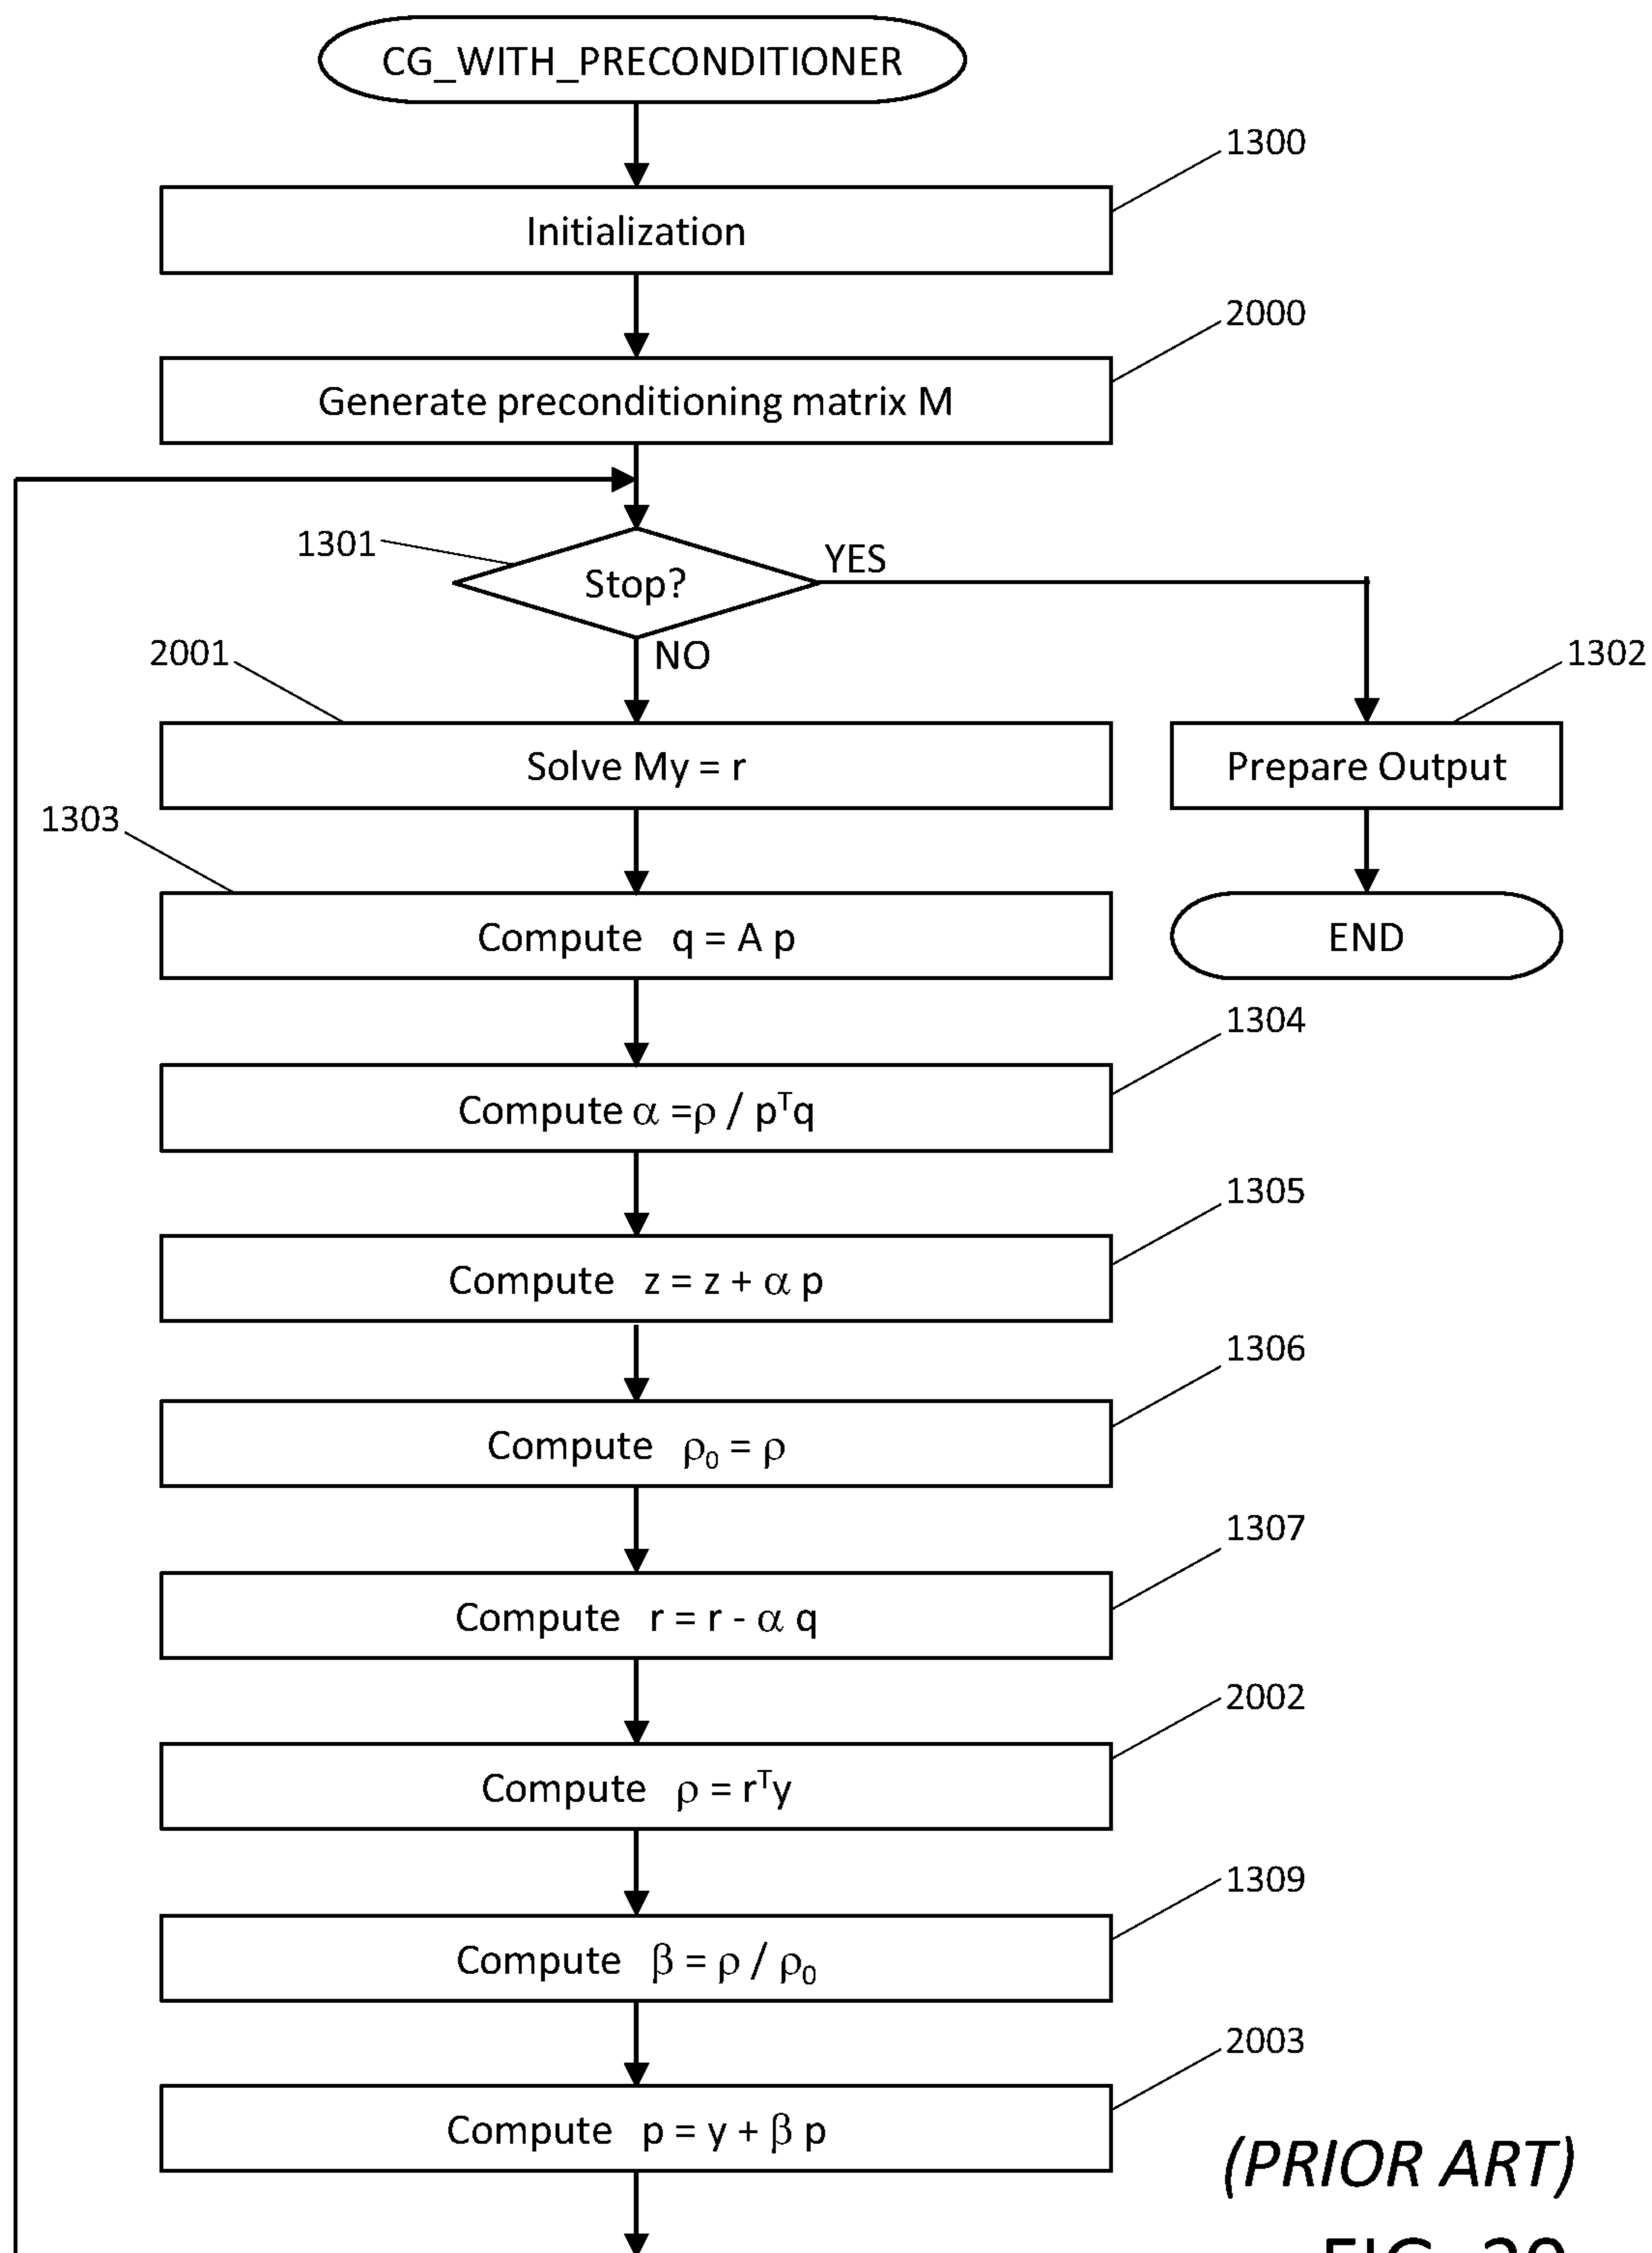 CG_WITH_PRECONDITIONER
1300
Initialization
2000
Generate preconditioning matrix M
1301
Stop?
YES
NO
2001
1302
Solve My = r
Prepare Output
1303
Compute q = A p
END
1304
Compute α =ρ / pᵀq
1305
Compute z = z + α p
1306
Compute ρ₀ = ρ
1307
Compute r = r - α q
2002
Compute ρ = rᵀy
1309
Compute β = ρ / ρ₀
2003
Compute p = y + β p
(PRIOR ART)